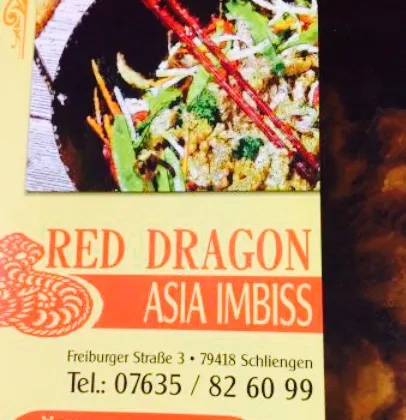 RED DRAGON
ASIA IMBISS
Freiburger Straße 3 • 79418 Schliengen
Tel.: 07635 / 82 60 99